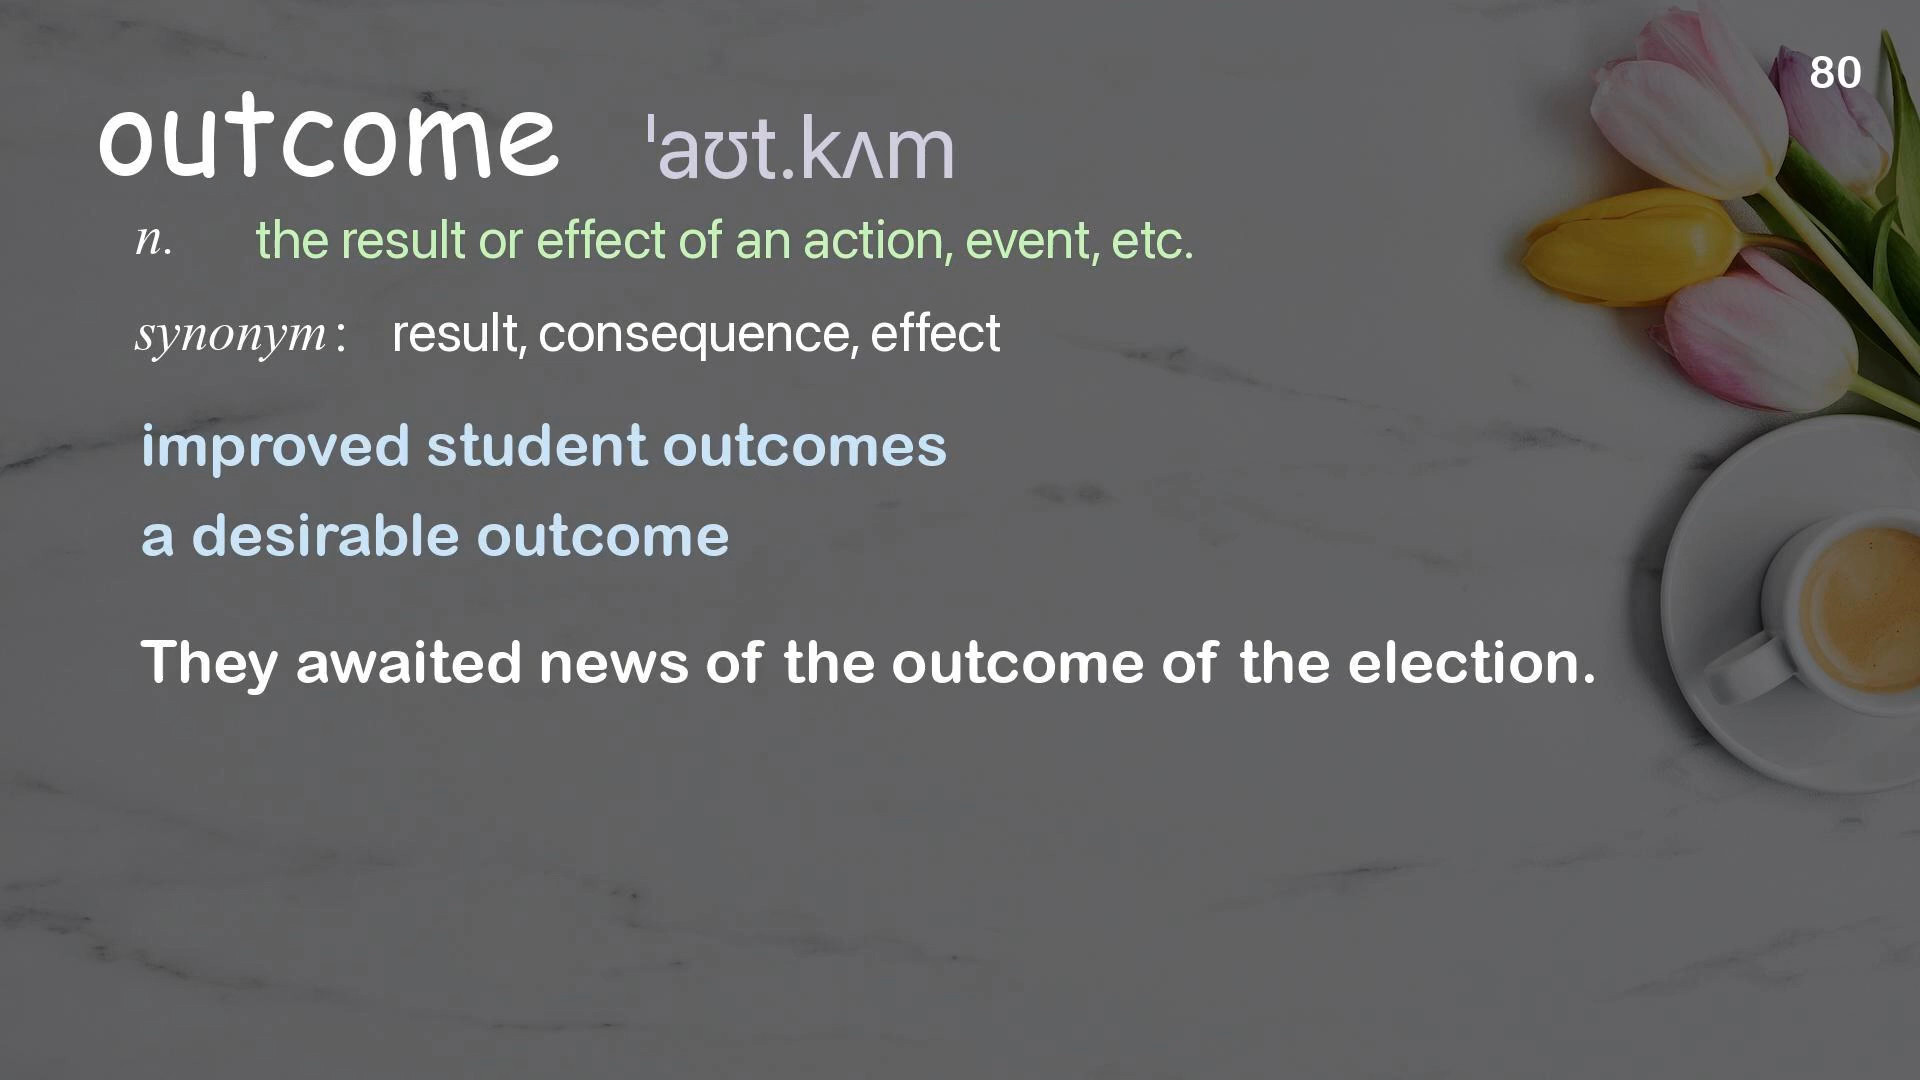 80
outcome ˈaʊt.kʌm
n. the result or effect of an action, event, etc.
synonym: result, consequence, effect
improved student outcomes
a desirable outcome
They awaited news of the outcome of the election.